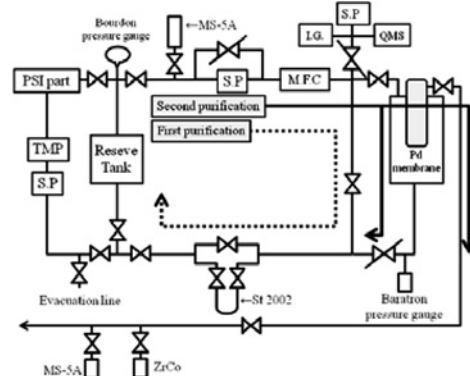 Bourdon
pressure gauge
←MS-5A
S.P
I.G.
QMS
PSI part
S.P
M.F.C
Second purification
First purification
TMP
S.P
Reseve
Tank
Pd
membrane
Evacuation line
←St 2002
Baratron
pressure gauge
MS-5A
ZrCo